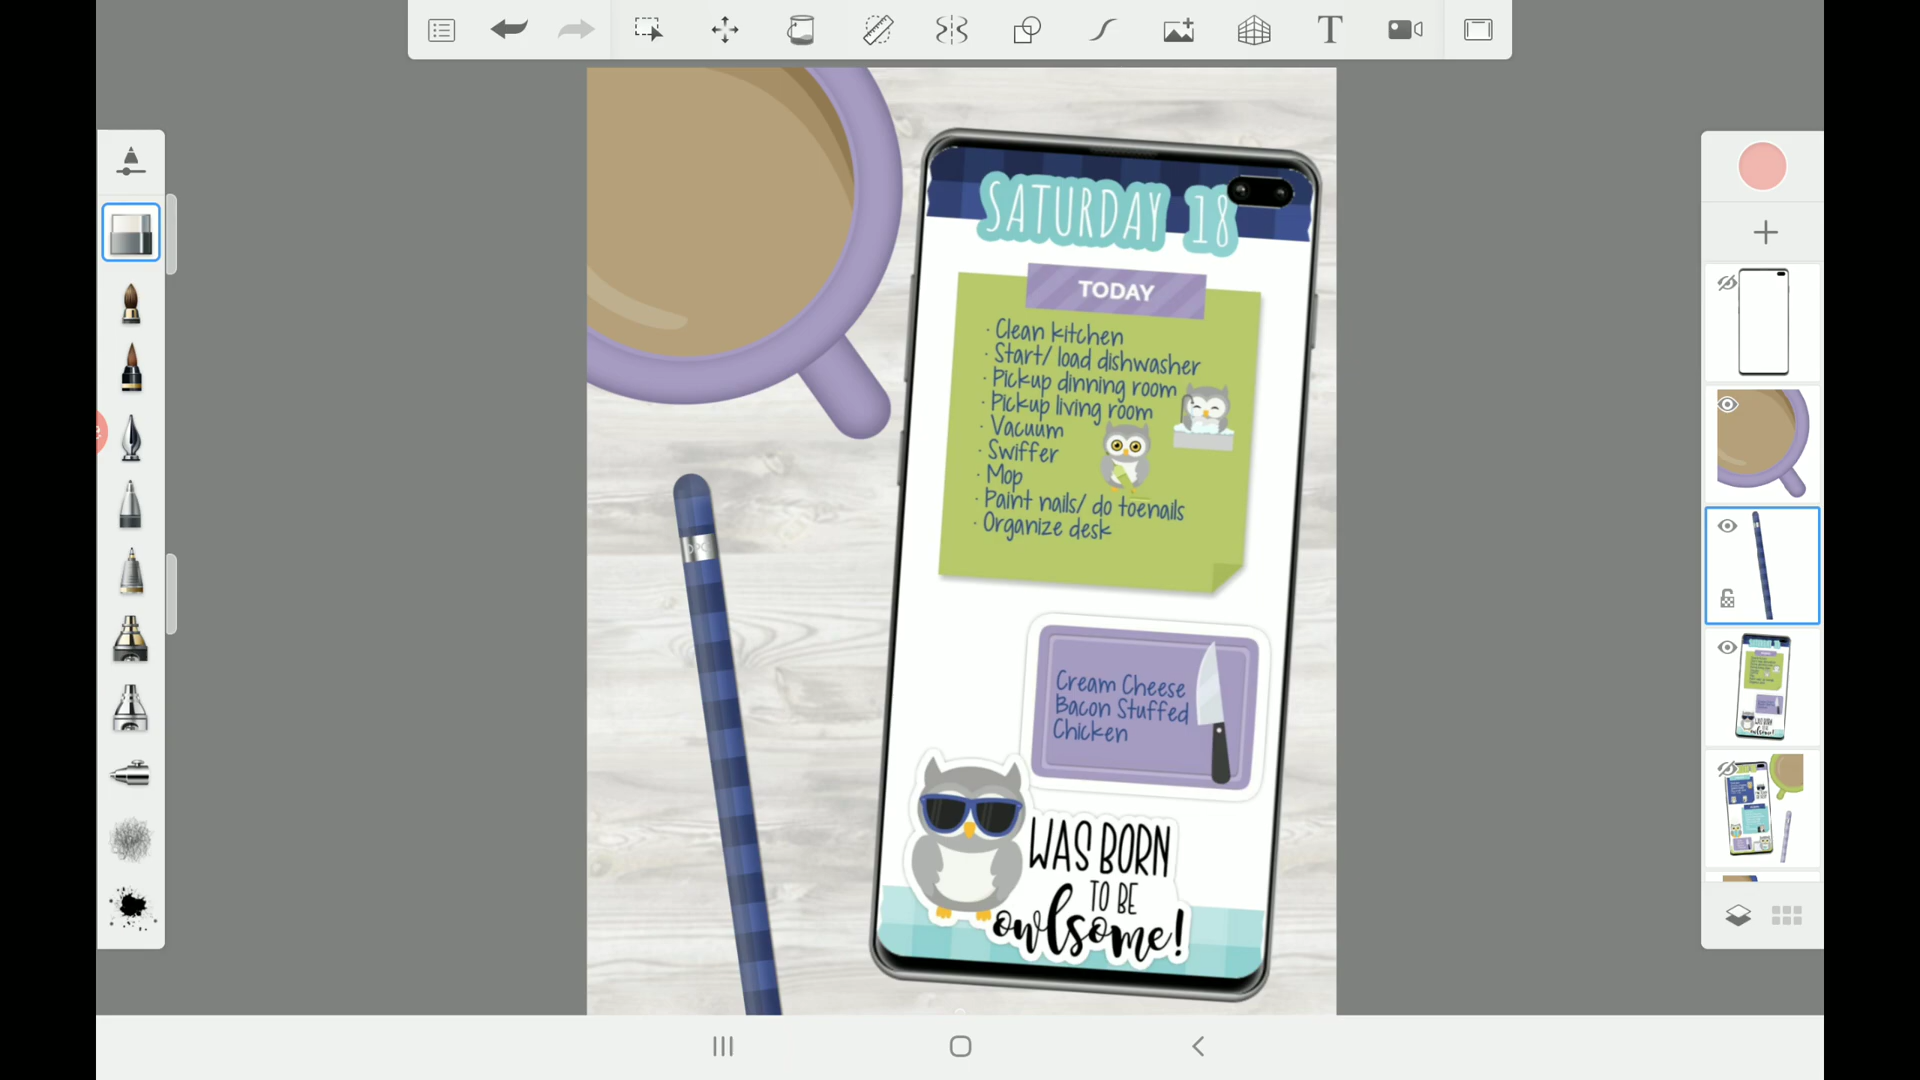 SATURDAY 18
TODAY
· Clean kitchen
· Start/ load dishwasher
· Pickup dinning room
· Pickup living room
· Vacuum
· Swiffer
· Mop
· Paint nails/ do toenails
· Organize desk
Cream Cheese
Bacon Stuffed
Chicken
WAS BORN
TO BE
owlsome!